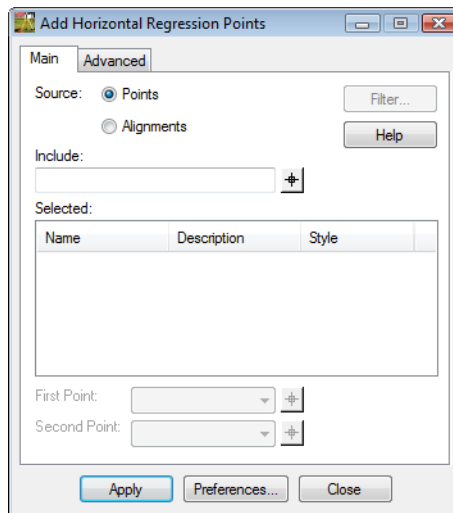 Add Horizontal Regression Points
Main Advanced
Source: Points Filter...
Alignments Help
Include:
Selected:
Name Description Style
First Point:
Second Point:
Apply Preferences... Close